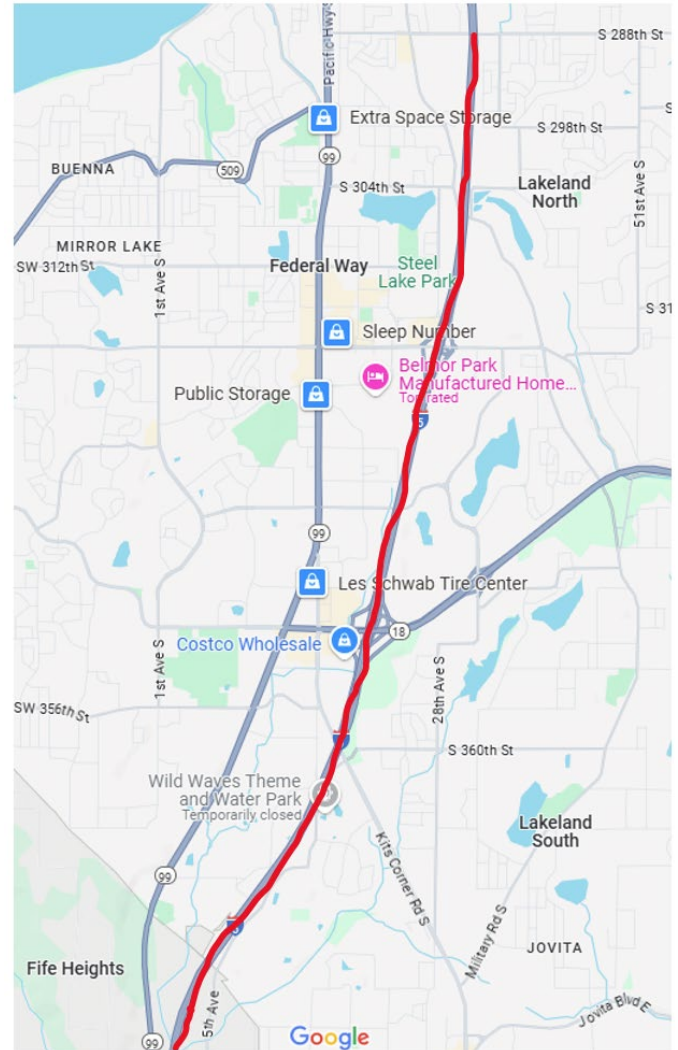 Pacific Hwy S
S 288th St
Extra Space Storage
S 298th St
99
BUENNA
509
S 304th St
Lakeland
North
51st Ave S
MIRROR LAKE
SW 312th St
Federal Way
Steel
Lake Park
1st Ave S
S 31
Sleep Number
Belmor Park
Manufactured Home...
Top rated
Public Storage
5
99
Les Schwab Tire Center
18
Costco Wholesale
1st Ave S
28th Ave S
SW 356th St
S 360th St
Wild Waves Theme
and Water Park
Temporarily closed
Lakeland
South
Kits Corner Rd S
99
Military Rd S
5
JOVITA
Fife Heights
5th Ave
Jovita Blvd E
99
Google